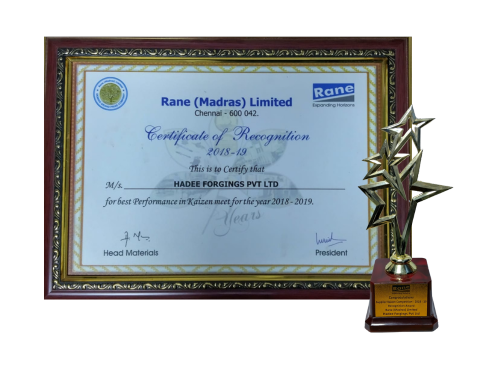 Rane (Madras) Limited
Chennai - 600 042.
Rane
Expanding Horizons
Certificate of Recognition
2018-19
This is to Certify that
M/s. HADEE FORGINGS PVT LTD
for best Performance in Kaizen meet for the year 2018 - 2019.
Years
Head Materials
President
Rane